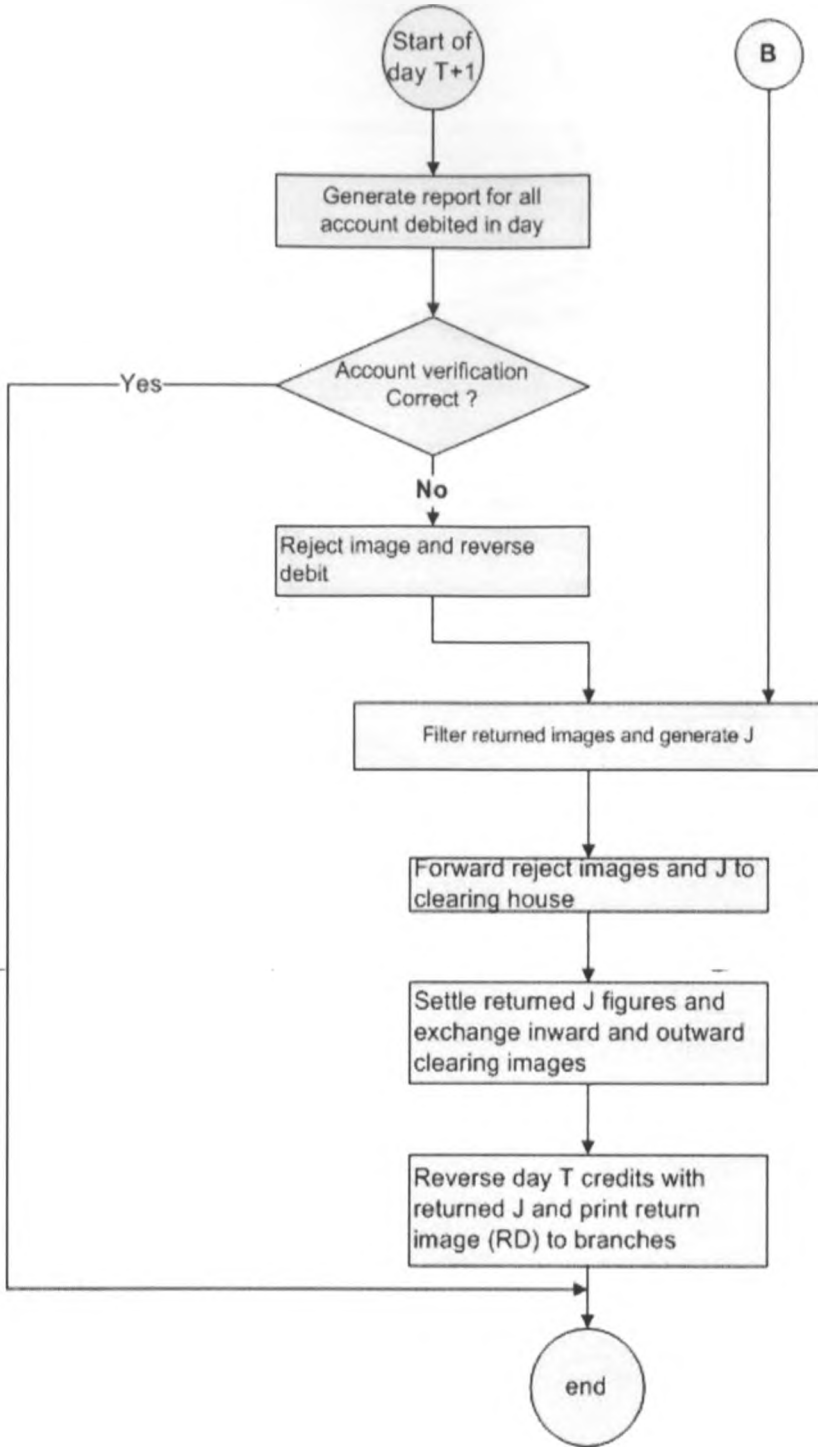 Start of
day T+1
B
Generate report for all
account debited in day
Account verification
Correct ?
Yes
No
Reject image and reverse
debit
Filter returned images and generate J
Forward reject images and J to
clearing house
Settle returned J figures and
exchange inward and outward
clearing images
Reverse day T credits with
returned J and print return
image (RD) to branches
end